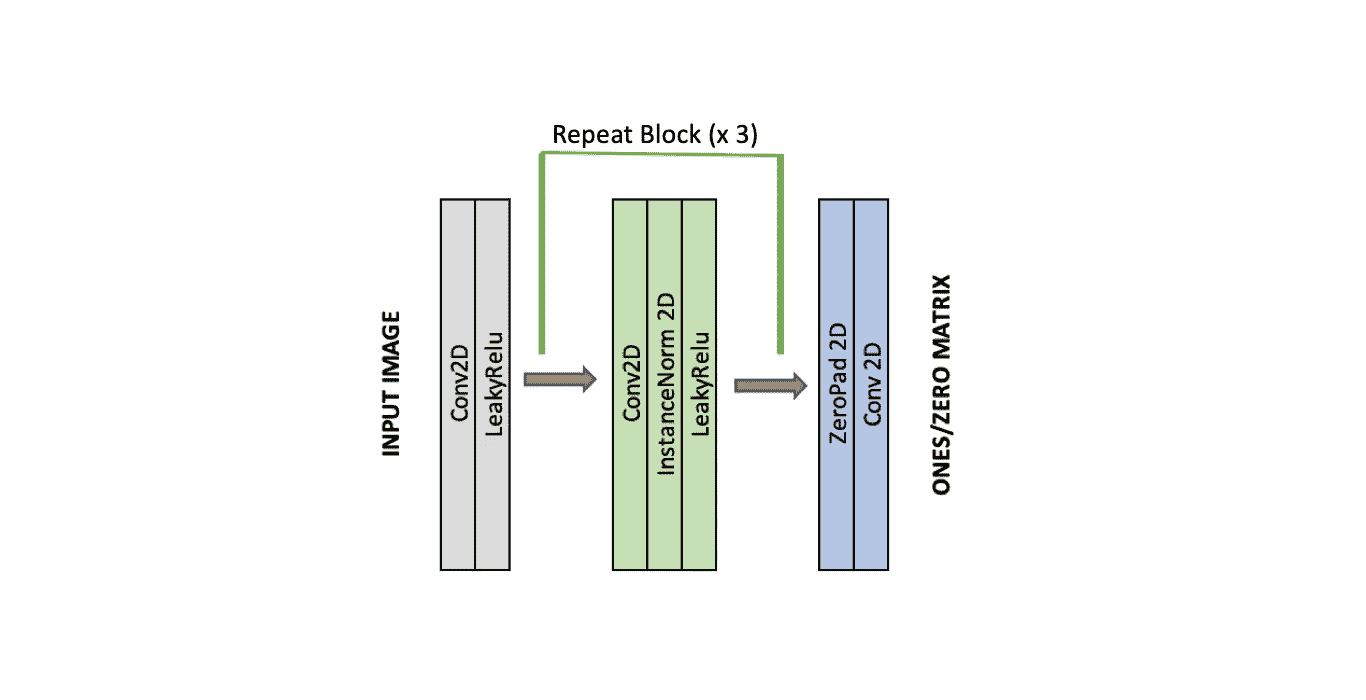 Repeat Block (x 3)
INPUT IMAGE
Conv2D
LeakyRelu
Conv2D
InstanceNorm 2D
LeakyRelu
ZeroPad 2D
Conv 2D
ONES/ZERO MATRIX